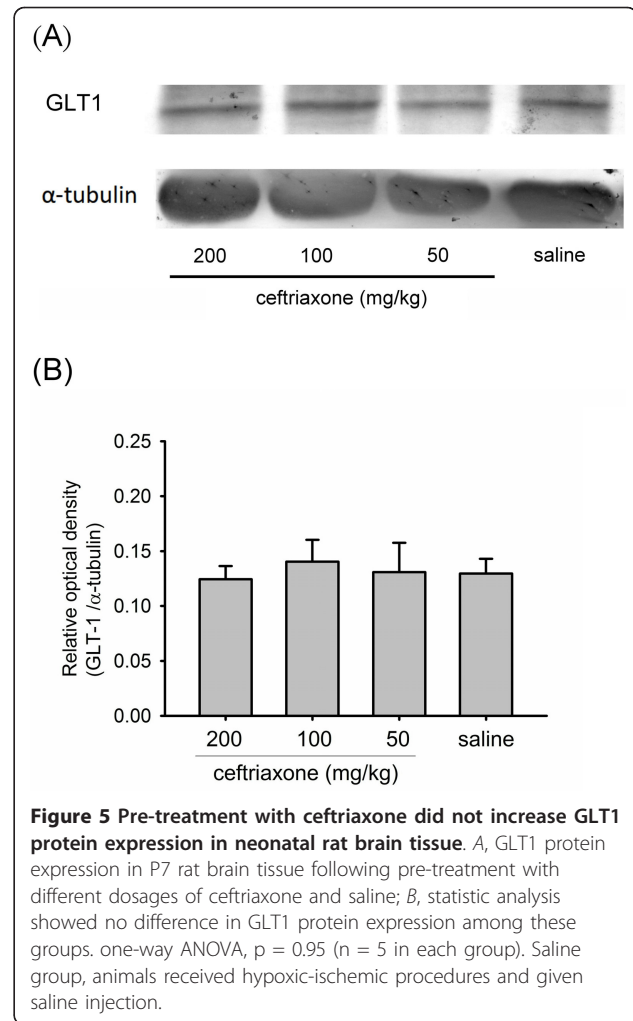 (A)
GLT1
α-tubulin
200 100 50 saline
ceftriaxone (mg/kg)
(B)
0.25
0.20
0.15
0.10
0.05
0.00
Relative optical density
(GLT-1 /α-tubulin)
200 100 50 saline
ceftriaxone (mg/kg)
Figure 5 Pre-treatment with ceftriaxone did not increase GLT1
protein expression in neonatal rat brain tissue. A, GLT1 protein
expression in P7 rat brain tissue following pre-treatment with
different dosages of ceftriaxone and saline; B, statistic analysis
showed no difference in GLT1 protein expression among these
groups. one-way ANOVA, p = 0.95 (n = 5 in each group). Saline
group, animals received hypoxic-ischemic procedures and given
saline injection.